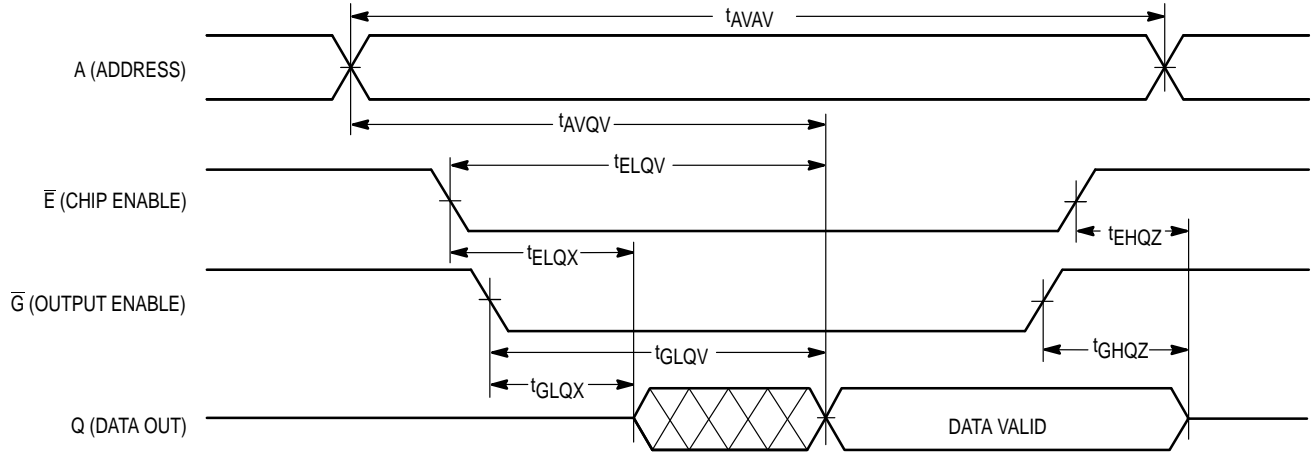 tAVAV
A (ADDRESS)
tAVQV
tELQV
E̅ (CHIP ENABLE)
tEHQZ
tELQX
G̅ (OUTPUT ENABLE)
tGLQV
tGHQZ
tGLQX
Q (DATA OUT)
DATA VALID